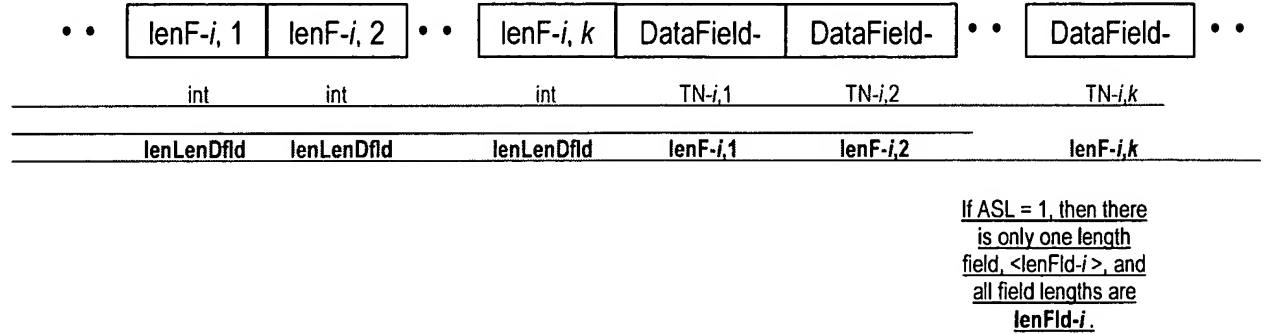 • • lenF-i, 1 lenF-i, 2 • • lenF-i, k DataField- DataField- • • DataField- • •
int int int TN-i,1 TN-i,2 TN-i,k
lenLenDfld lenLenDfld lenLenDfld lenF-i,1 lenF-i,2 lenF-i,k
If ASL = 1, then there
is only one length
field, <lenFld-i >, and
all field lengths are
lenFld-i .